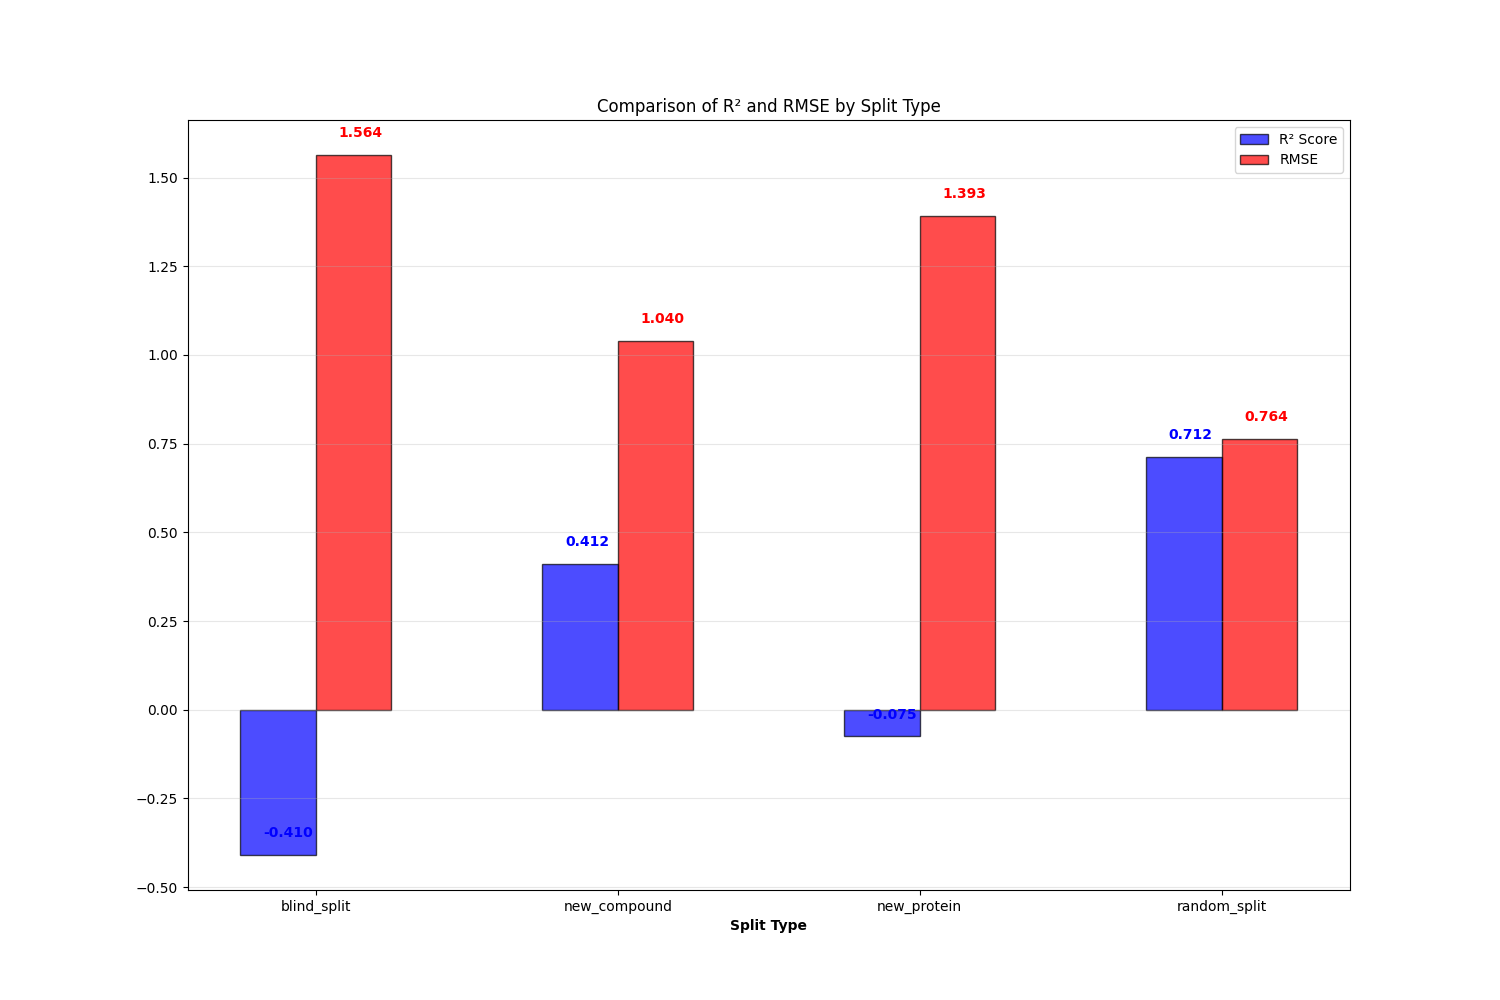 Comparison of R² and RMSE by Split Type
R² Score
RMSE
1.564
1.040
1.393
0.764
0.712
0.412
-0.075
-0.410
1.50
1.25
1.00
0.75
0.50
0.25
0.00
−0.25
−0.50
blind_split
new_compound
new_protein
random_split
Split Type